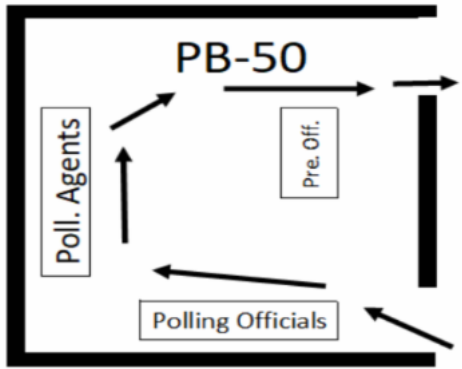 PB-50
Poll. Agents
Pre. Off.
Polling Officials